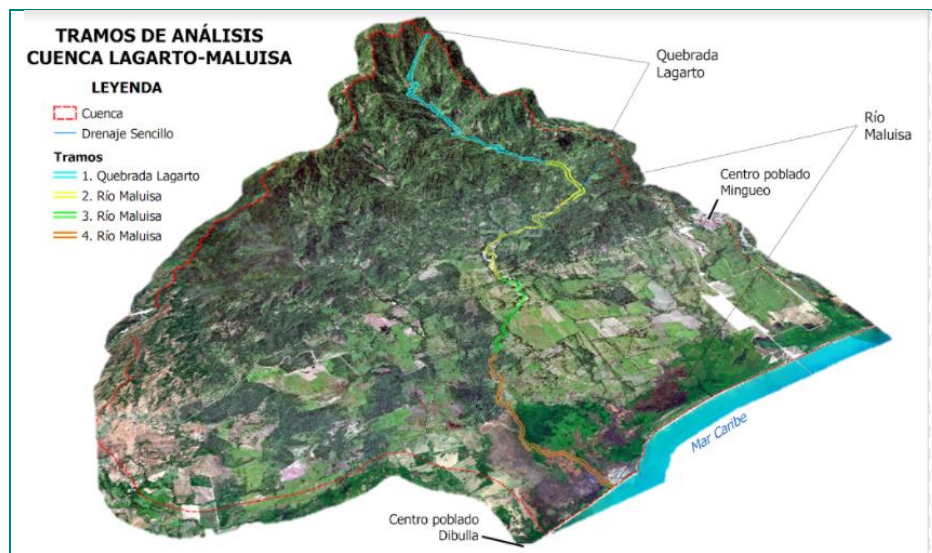 TRAMOS DE ANÁLISIS
CUENCA LAGARTO-MALUISA
LEYENDA
Cuenca
Drenaje Sencillo
Tramos
1. Quebrada Lagarto
2. Río Maluisa
3. Río Maluisa
4. Río Maluisa
Quebrada
Lagarto
Río
Maluisa
Centro poblado
Mingueo
Mar Caribe
Centro poblado
Dibulla